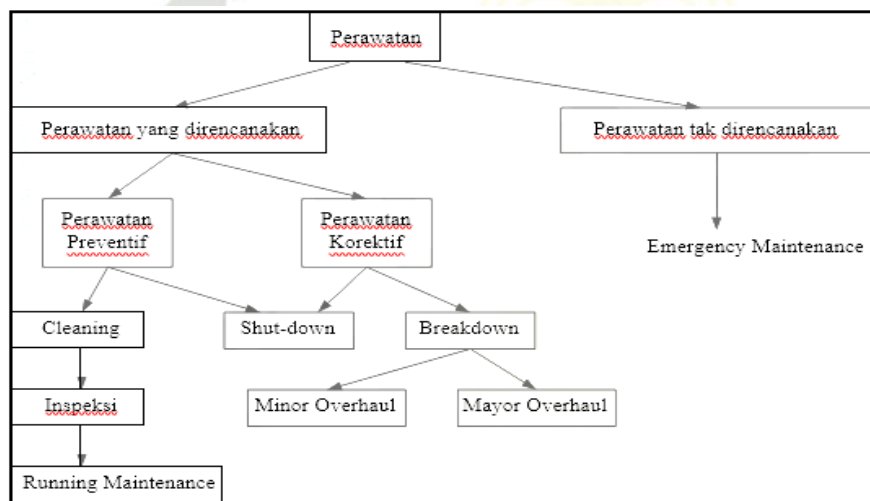 Perawatan
Perawatan yang direncanakan
Perawatan tak direncanakan
Perawatan
Preventif
Perawatan
Korektif
Emergency Maintenance
Cleaning
Shut-down
Breakdown
Inspeksi
Minor Overhaul
Mayor Overhaul
Running Maintenance